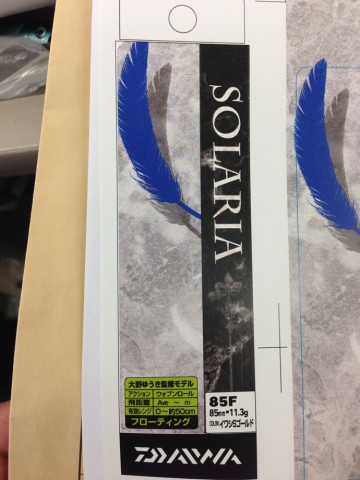 SOLARIA
大野ゆうき監修モデル
アクション ウォブンロール
飛距離 Ave ～ m
有効レンジ 0～約50cm
フローティング
85F
85mm・11.3g
COLOR/イワシSゴールド
DAIWA